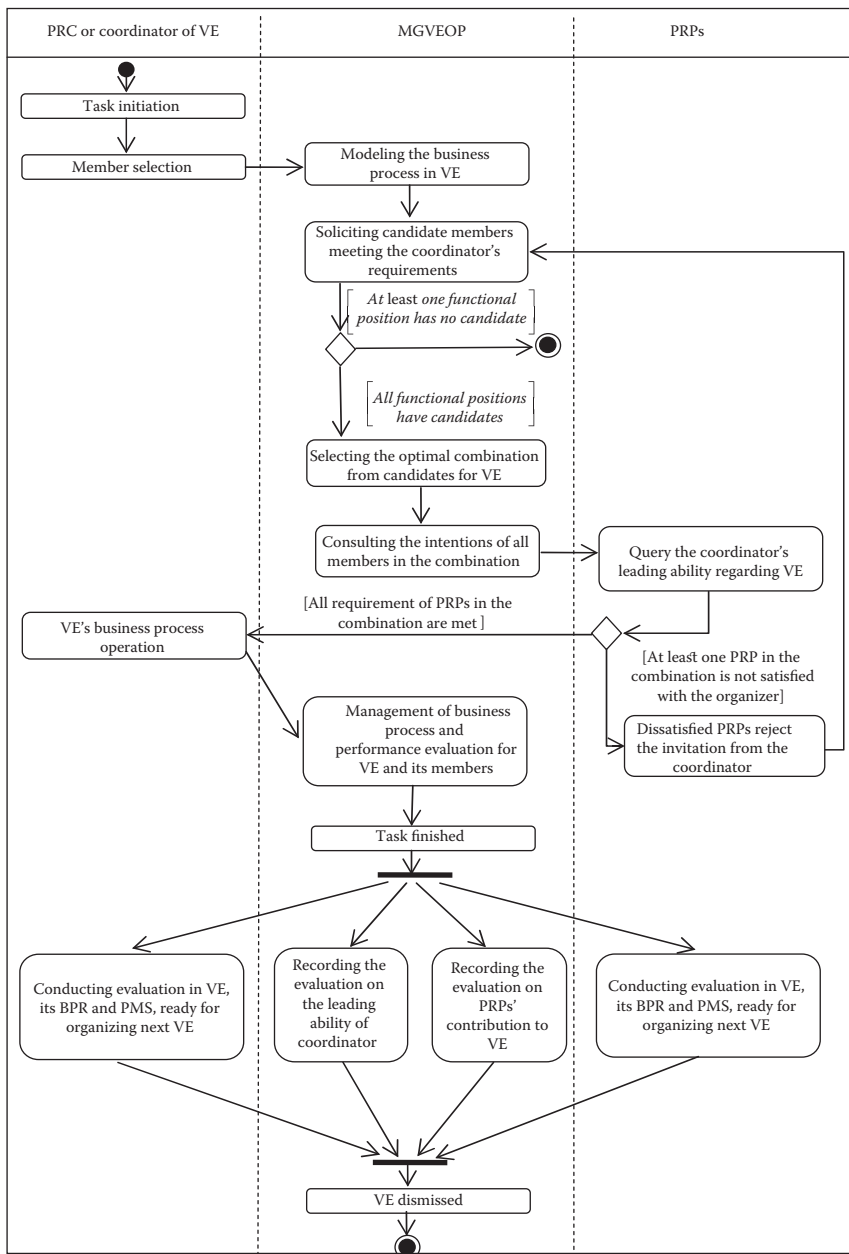 PRC or coordinator of VE
MGVEOP
PRPs
Task initiation
Member selection
Modeling the business
process in VE
Soliciting candidate members
meeting the coordinator's
requirements
At least one functional
position has no candidate
All functional positions
have candidates
Selecting the optimal combination
from candidates for VE
Consulting the intentions of all
members in the combination
Query the coordinator's
leading ability regarding VE
[All requirement of PRPs in the
combination are met ]
VE's business process
operation
[At least one PRP in the
combination is not satisfied
with the organizer]
Management of business
process and
performance evaluation for
VE and its members
Dissatisfied PRPs reject
the invitation from the
coordinator
Task finished
Conducting evaluation in VE,
its BPR and PMS, ready for
organizing next VE
Recording the
evaluation on
the leading
ability of
coordinator
Recording the
evaluation on
PRPs'
contribution to
VE
Conducting evaluation in VE,
its BPR and PMS, ready for
organizing next VE
VE dismissed